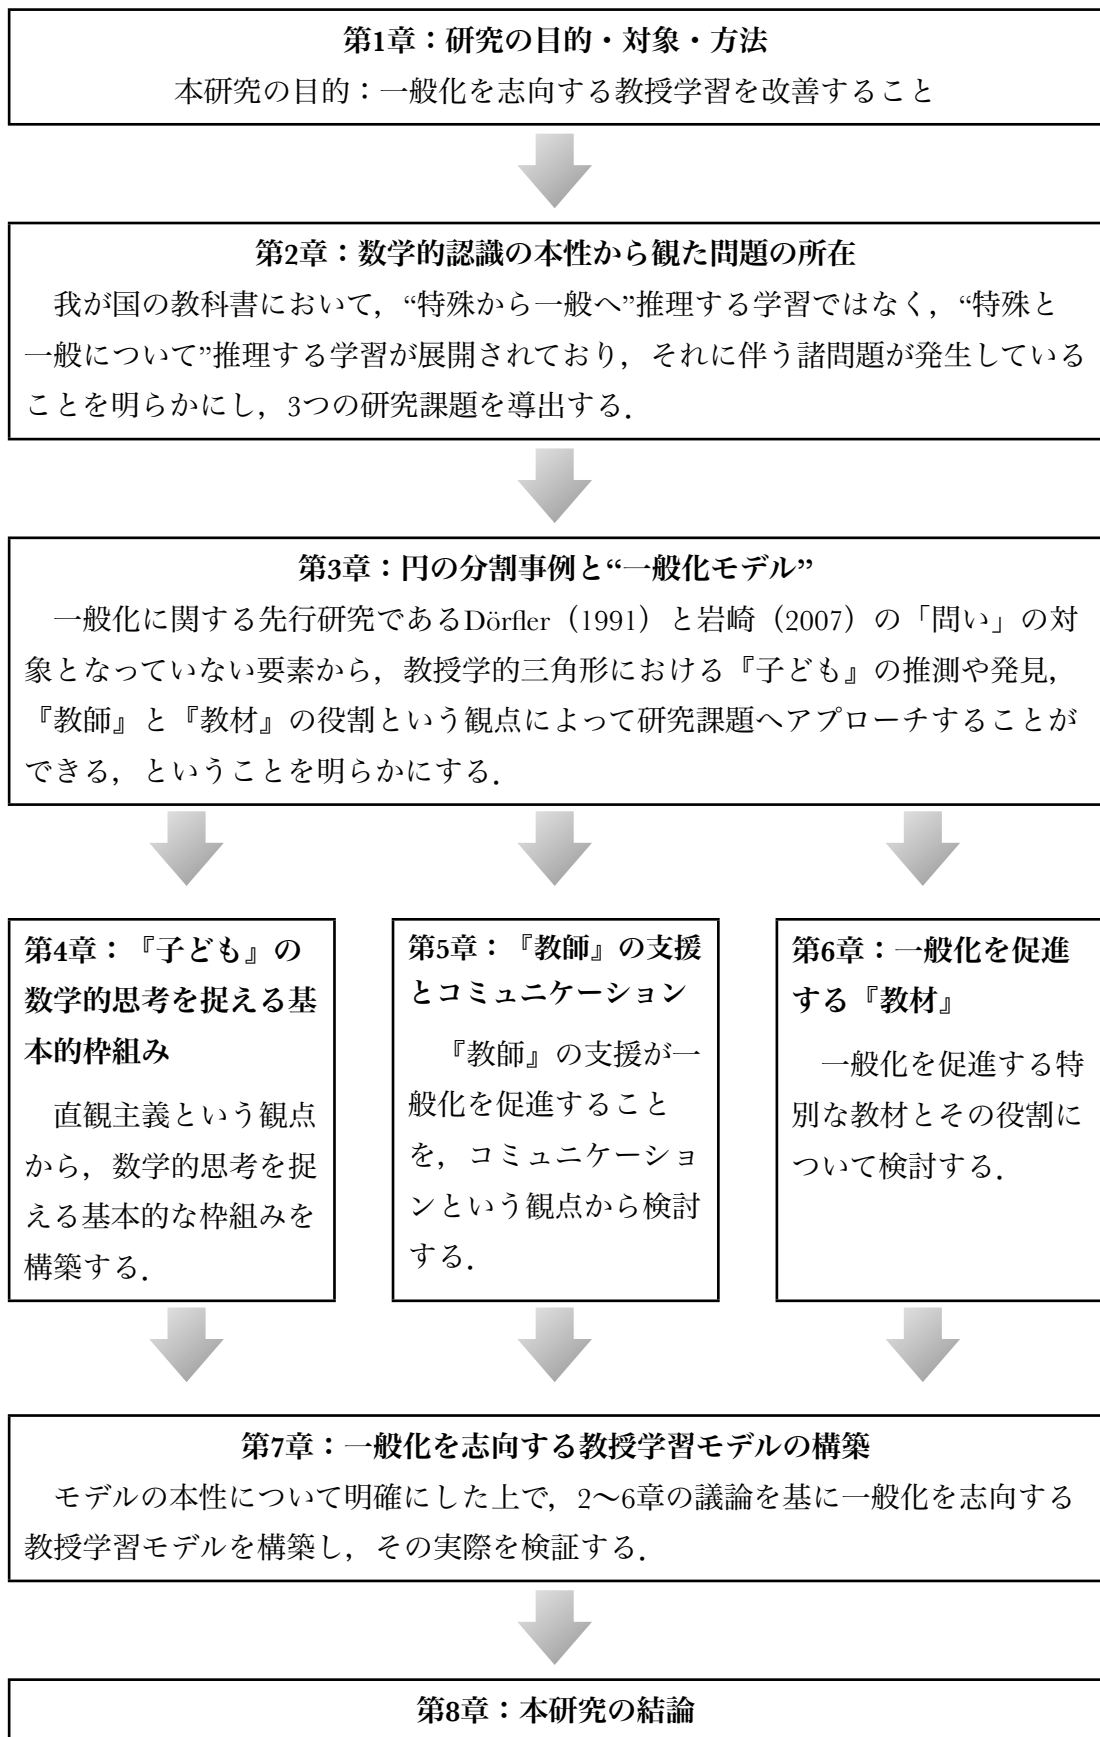 第1章：研究の目的・対象・方法
本研究の目的：一般化を志向する教授学習を改善すること
第2章：数学的認識の本性から観た問題の所在
我が国の教科書において，“特殊から一般へ”推理する学習ではなく，“特殊と
一般について”推理する学習が展開されており，それに伴う諸問題が発生している
ことを明らかにし，3つの研究課題を導出する．
第3章：円の分割事例と“一般化モデル”
一般化に関する先行研究であるDörfler（1991）と岩崎（2007）の「問い」の対
象となっていない要素から，教授学的三角形における『子ども』の推測や発見，
『教師』と『教材』の役割という観点によって研究課題へアプローチすることが
できる，ということを明らかにする．
第4章：『子ども』の
数学的思考を捉える基
本的枠組み
直観主義という観点
から，数学的思考を捉
える基本的な枠組みを
構築する．
第5章：『教師』の支援
とコミュニケーション
『教師』の支援が一
般化を促進すること
を，コミュニケーショ
ンという観点から検討
する．
第6章：一般化を促進
する『教材』
一般化を促進する特
別な教材とその役割に
ついて検討する．
第7章：一般化を志向する教授学習モデルの構築
モデルの本性について明確にした上で，2〜6章の議論を基に一般化を志向する
教授学習モデルを構築し，その実際を検証する．
第8章：本研究の結論